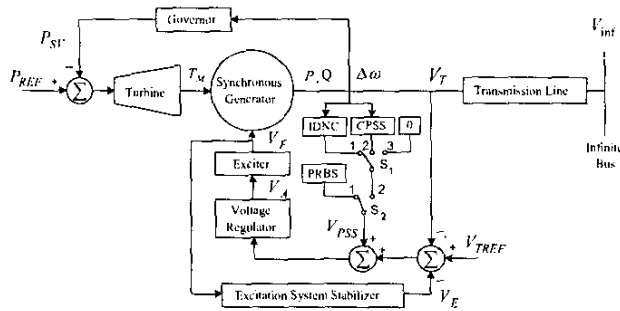 Governor
P_SV
V_inf
P_REF + − Σ
Turbine
T_M
Synchronous
Generator
P, Q
Δω
V_T
Transmission Line
Infinite
Bus
IDNC
CPSS
0
1 2 3
S_1
V_F
Exciter
PRBS
1 2
S_2
V_A
Voltage
Regulator
V_PSS
+ + Σ
+ − + − Σ
V_TREF
Excitation System Stabilizer
V_E